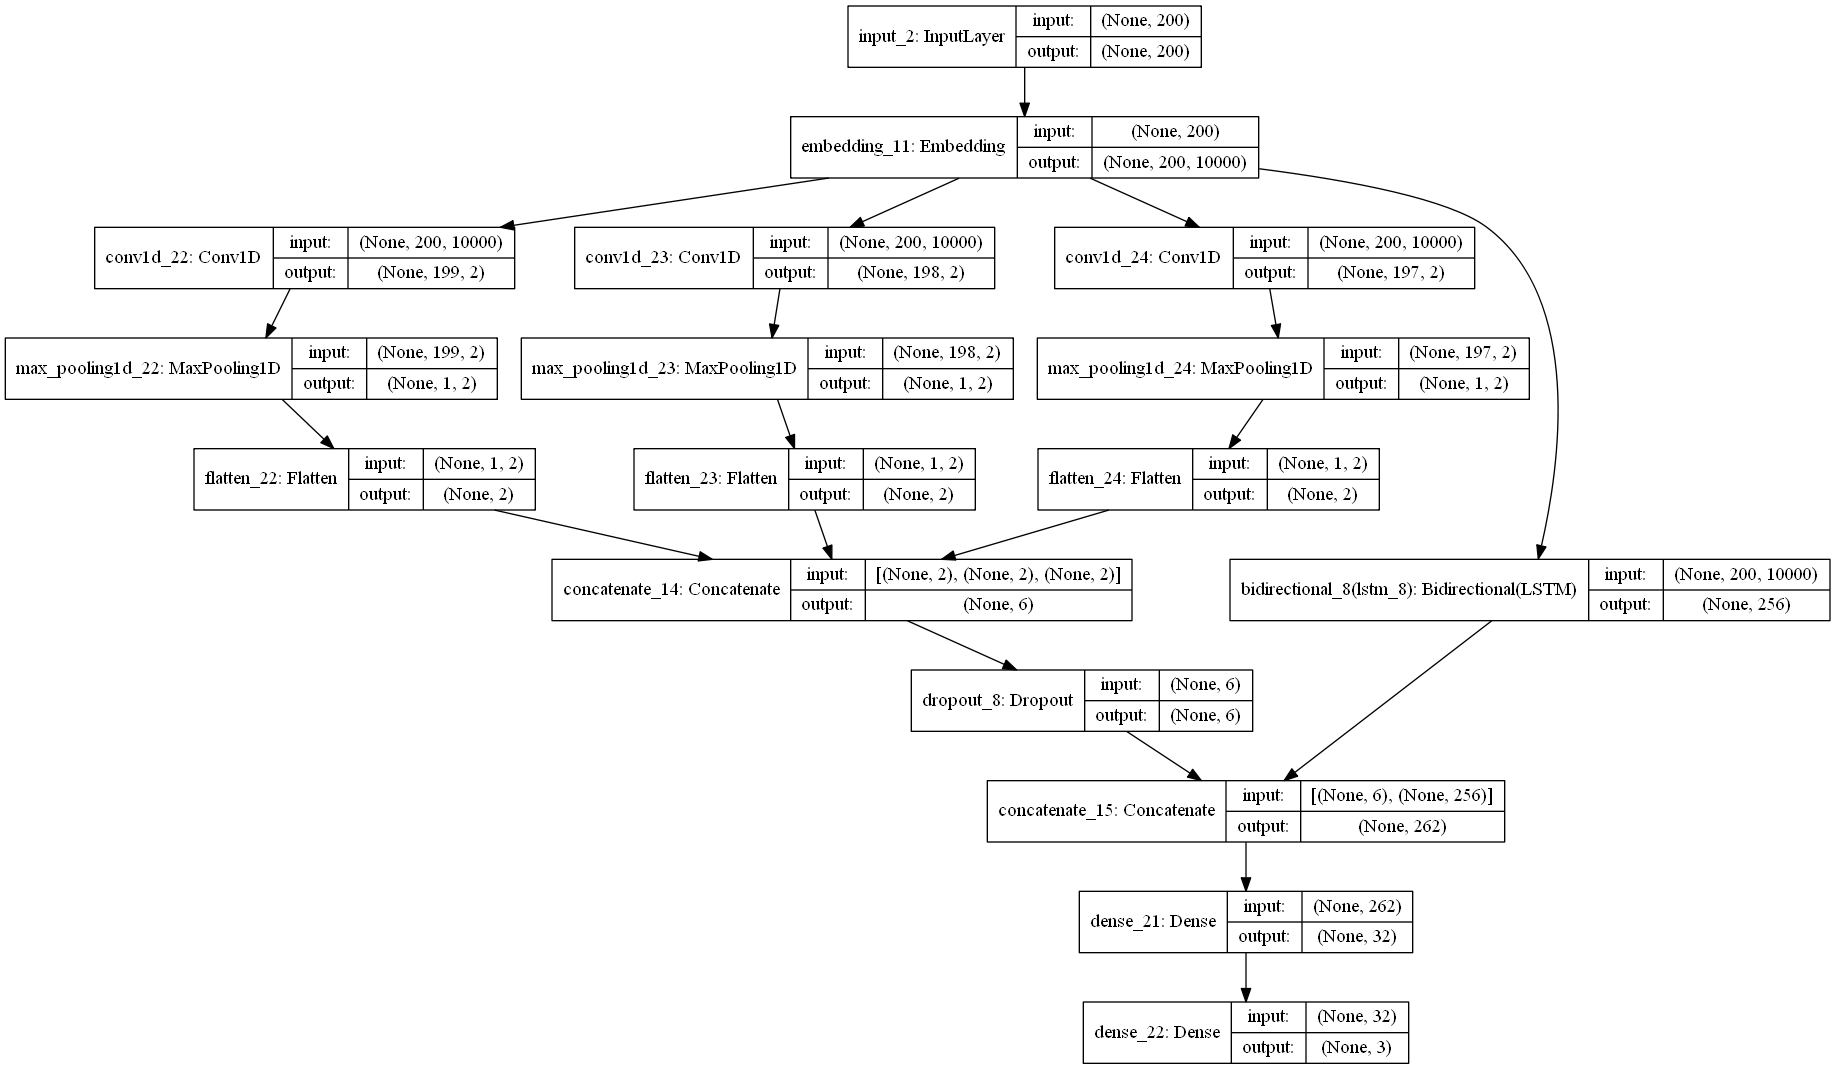 input_2: InputLayer
input:
(None, 200)
output:
(None, 200)
embedding_11: Embedding
input:
(None, 200)
output:
(None, 200, 10000)
conv1d_22: Conv1D
input:
(None, 200, 10000)
output:
(None, 199, 2)
conv1d_23: Conv1D
input:
(None, 200, 10000)
output:
(None, 198, 2)
conv1d_24: Conv1D
input:
(None, 200, 10000)
output:
(None, 197, 2)
max_pooling1d_22: MaxPooling1D
input:
(None, 199, 2)
output:
(None, 1, 2)
max_pooling1d_23: MaxPooling1D
input:
(None, 198, 2)
output:
(None, 1, 2)
max_pooling1d_24: MaxPooling1D
input:
(None, 197, 2)
output:
(None, 1, 2)
flatten_22: Flatten
input:
(None, 1, 2)
output:
(None, 2)
flatten_23: Flatten
input:
(None, 1, 2)
output:
(None, 2)
flatten_24: Flatten
input:
(None, 1, 2)
output:
(None, 2)
concatenate_14: Concatenate
input:
[(None, 2), (None, 2), (None, 2)]
output:
(None, 6)
bidirectional_8(lstm_8): Bidirectional(LSTM)
input:
(None, 200, 10000)
output:
(None, 256)
dropout_8: Dropout
input:
(None, 6)
output:
(None, 6)
concatenate_15: Concatenate
input:
[(None, 6), (None, 256)]
output:
(None, 262)
dense_21: Dense
input:
(None, 262)
output:
(None, 32)
dense_22: Dense
input:
(None, 32)
output:
(None, 3)